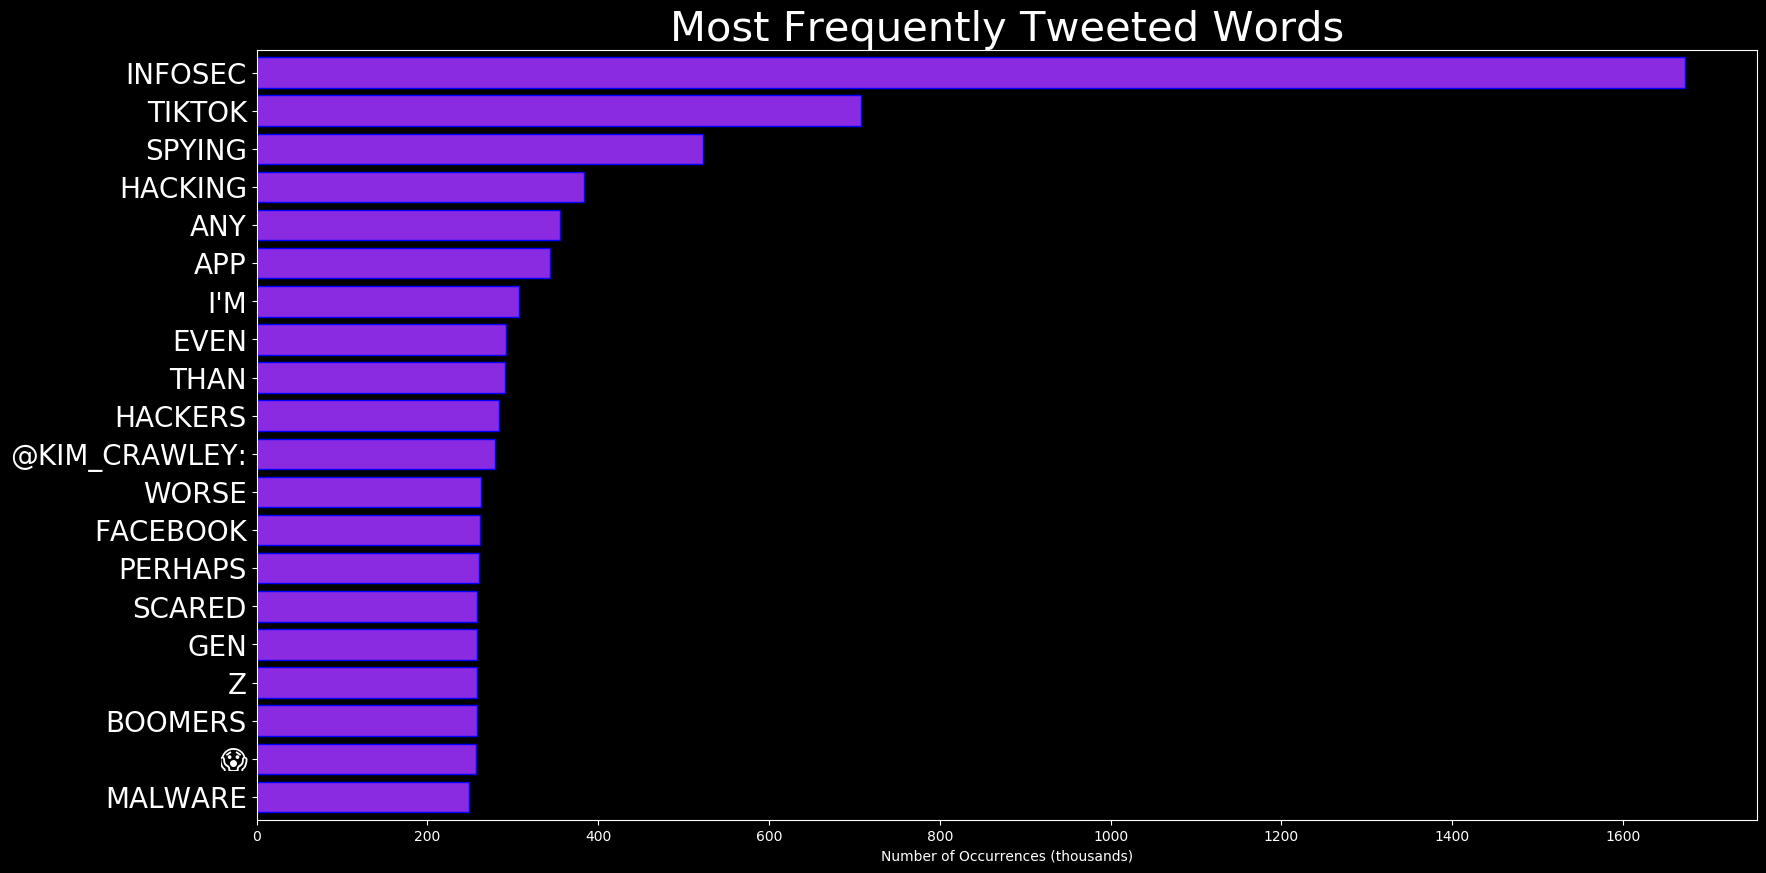 Most Frequently Tweeted Words
INFOSEC
TIKTOK
SPYING
HACKING
ANY
APP
I'M
EVEN
THAN
HACKERS
@KIM_CRAWLEY:
WORSE
FACEBOOK
PERHAPS
SCARED
GEN
Z
BOOMERS
😱
MALWARE
0 200 400 600 800 1000 1200 1400 1600
Number of Occurrences (thousands)